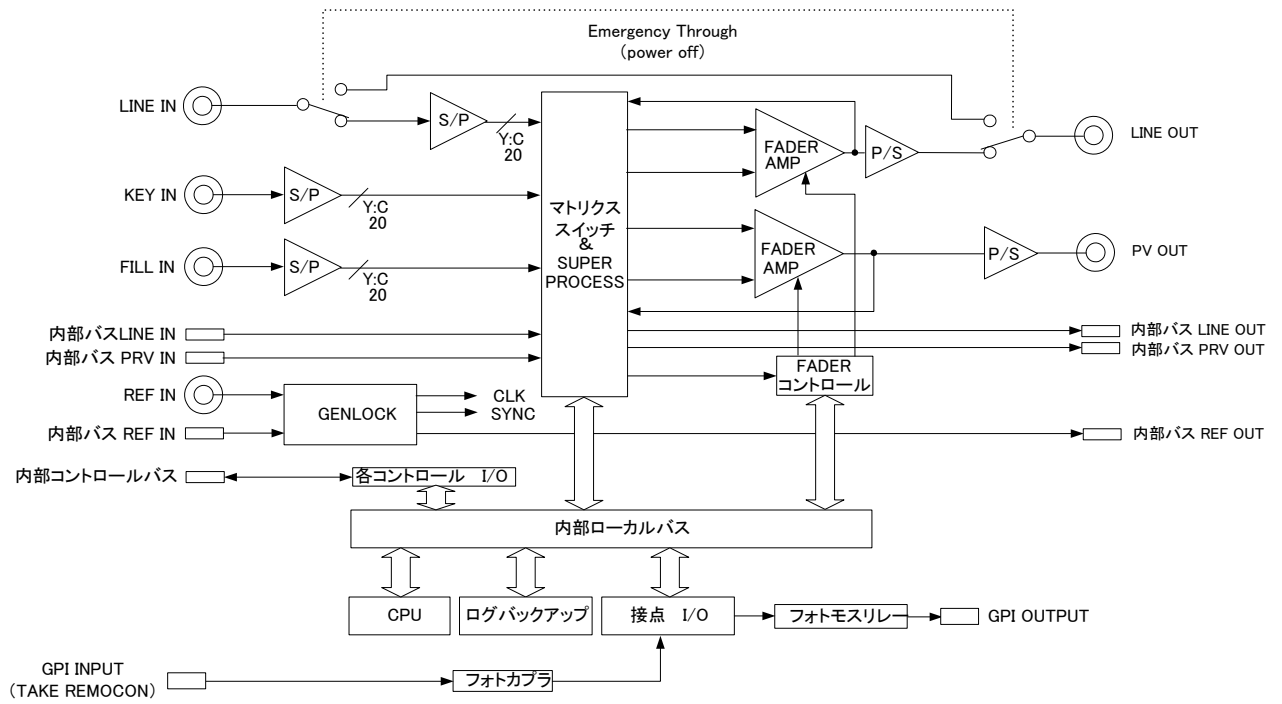 Emergency Through
(power off)
LINE IN
S/P
Y:C
20
FADER
AMP
P/S
LINE OUT
KEY IN
S/P
Y:C
20
マトリクス
スイッチ
&
SUPER
PROCESS
FILL IN
S/P
Y:C
20
FADER
AMP
P/S
PV OUT
内部バスLINE IN
内部バス LINE OUT
内部バス PRV IN
内部バス PRV OUT
FADER
コントロール
REF IN
GENLOCK
CLK
SYNC
内部バス REF IN
内部バス REF OUT
内部コントロールバス
各コントロール I/O
内部ローカルバス
CPU
ログバックアップ
接点 I/O
フォトモスリレー
GPI OUTPUT
GPI INPUT
(TAKE REMOCON)
フォトカプラ